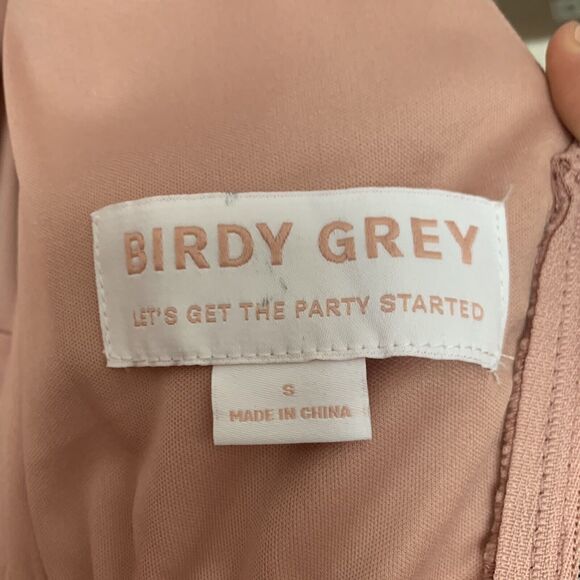 BIRDY GREY
LET'S GET THE PARTY STARTED
S
MADE IN CHINA